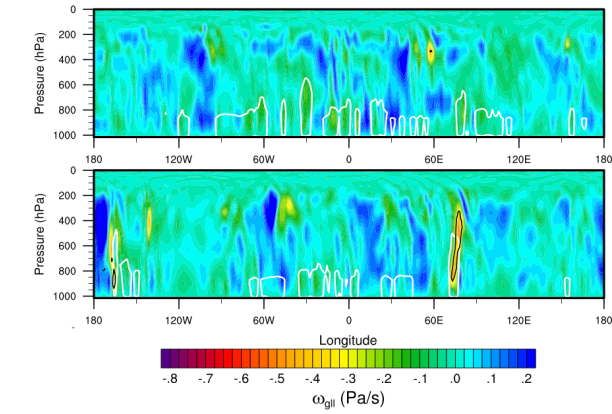 0
200
400
600
800
1000
Pressure (hPa)
180 120W 60W 0 60E 120E 180
0
200
400
600
800
1000
Pressure (hPa)
180 120W 60W 0 60E 120E 180
Longitude
-.8 -.7 -.6 -.5 -.4 -.3 -.2 -.1 .0 .1 .2
ωgll (Pa/s)